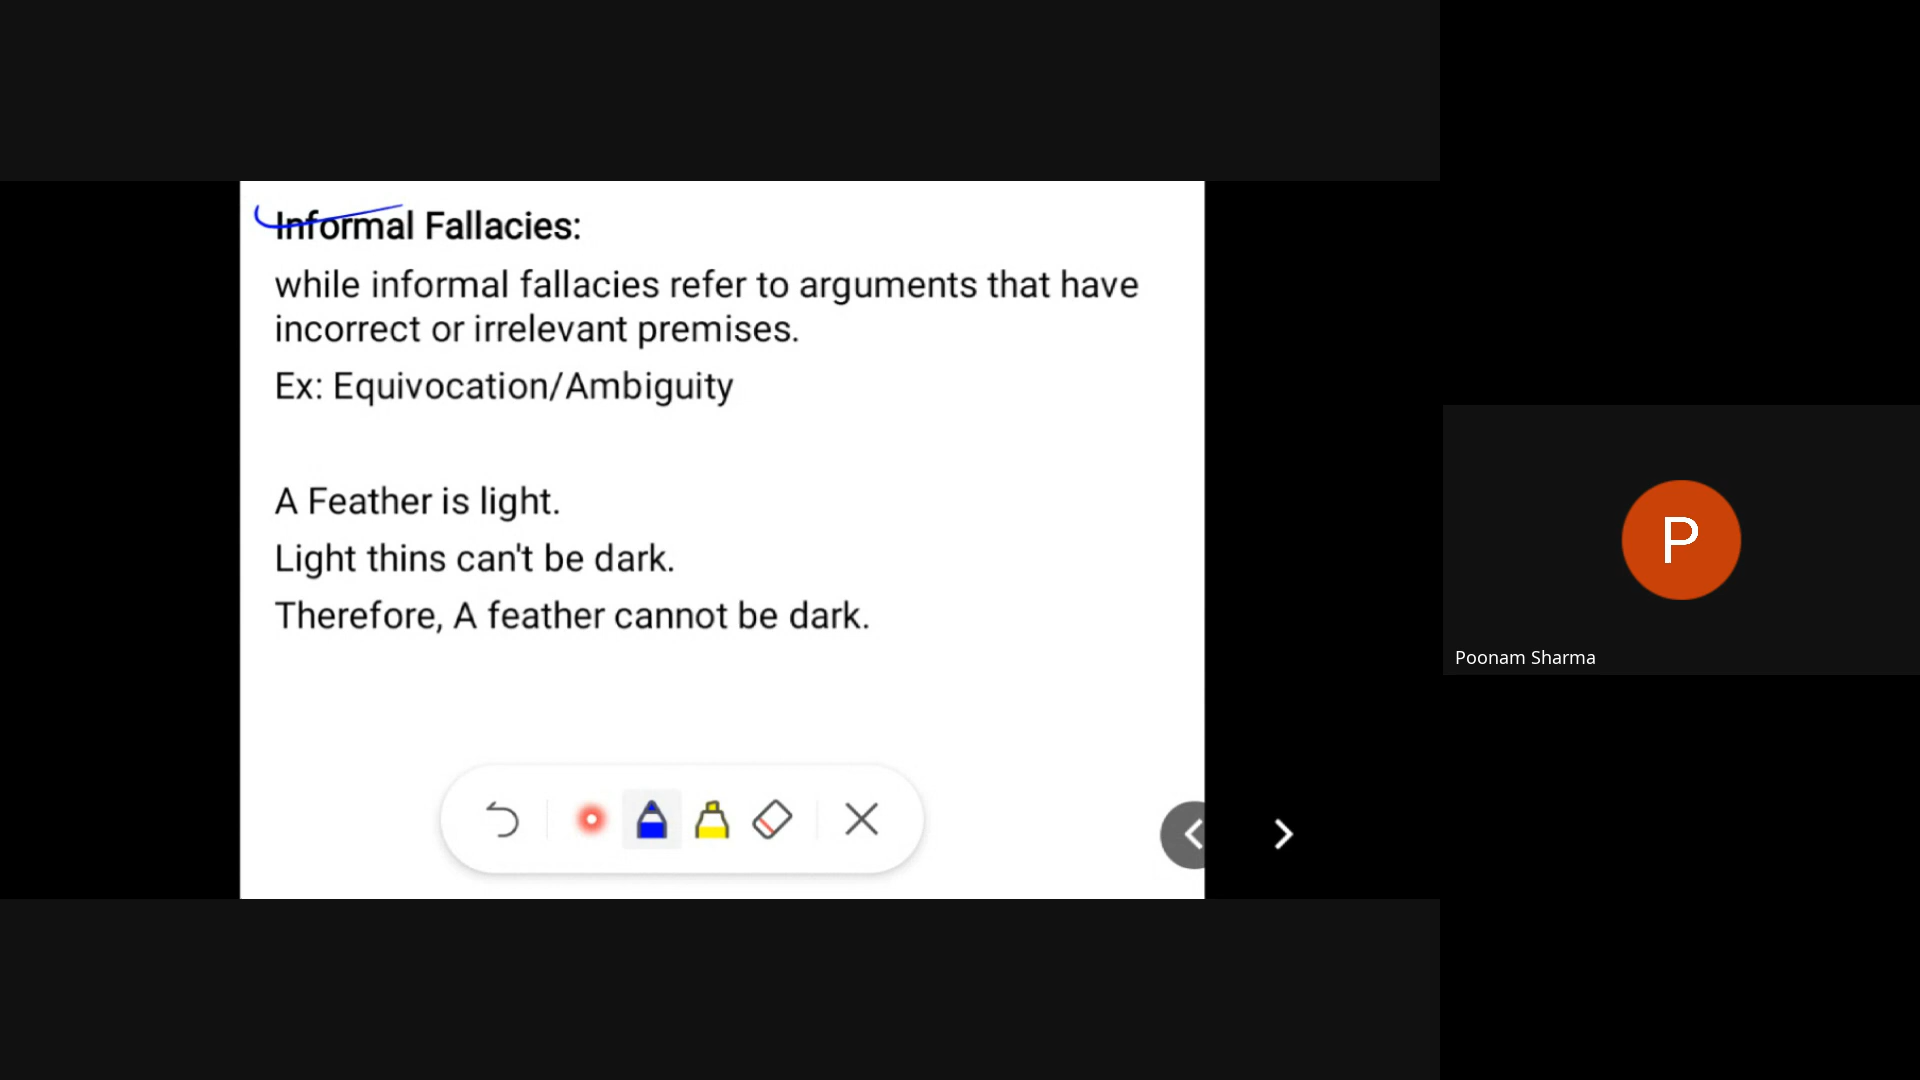 Informal Fallacies:
while informal fallacies refer to arguments that have
incorrect or irrelevant premises.
Ex: Equivocation/Ambiguity
A Feather is light.
Light thins can't be dark.
Therefore, A feather cannot be dark.
P
Poonam Sharma